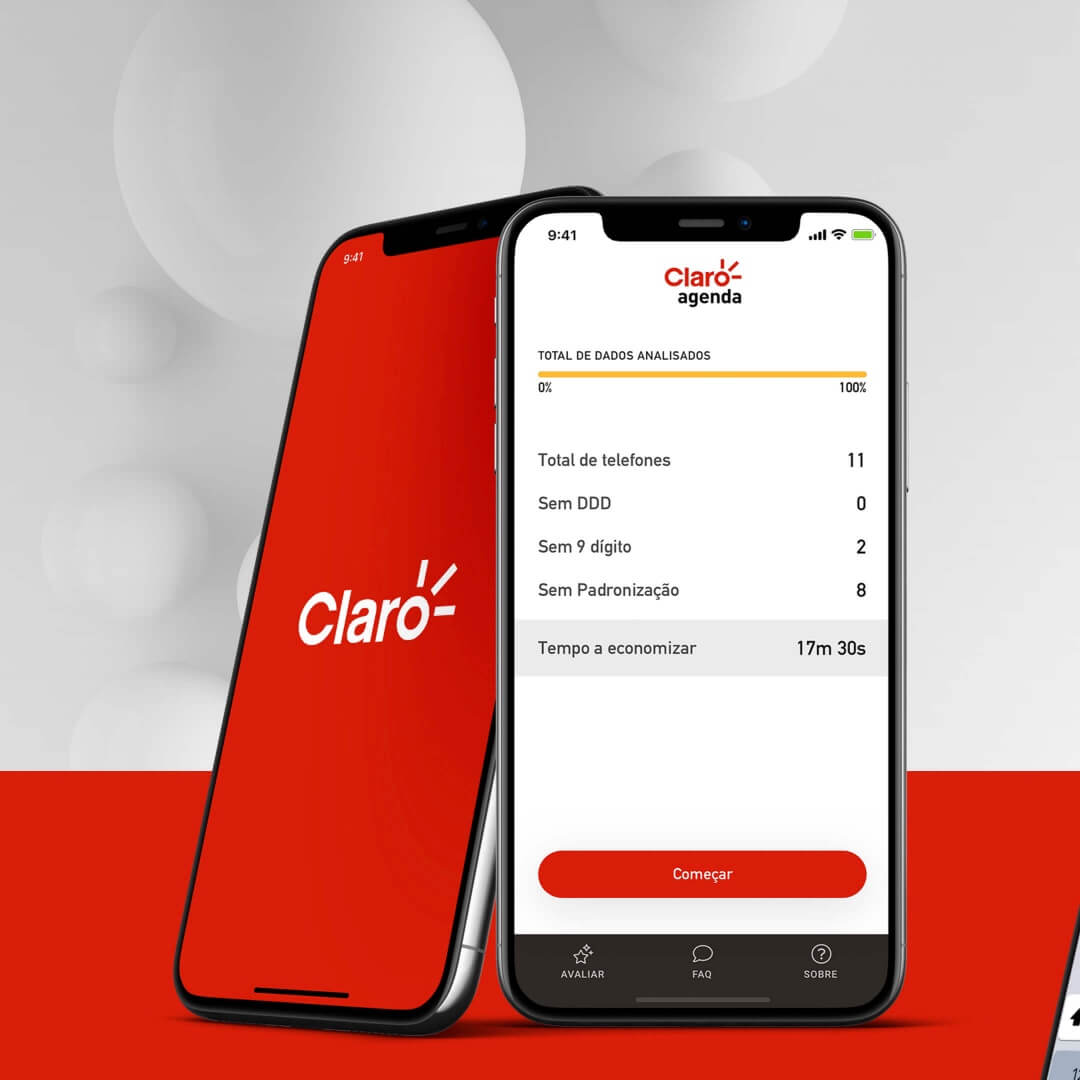 9:41
Claro
9:41
Claro
agenda
TOTAL DE DADOS ANALISADOS
0% 100%
Total de telefones 11
Sem DDD 0
Sem 9 dígito 2
Sem Padronização 8
Tempo a economizar 17m 30s
Começar
AVALIAR FAQ SOBRE